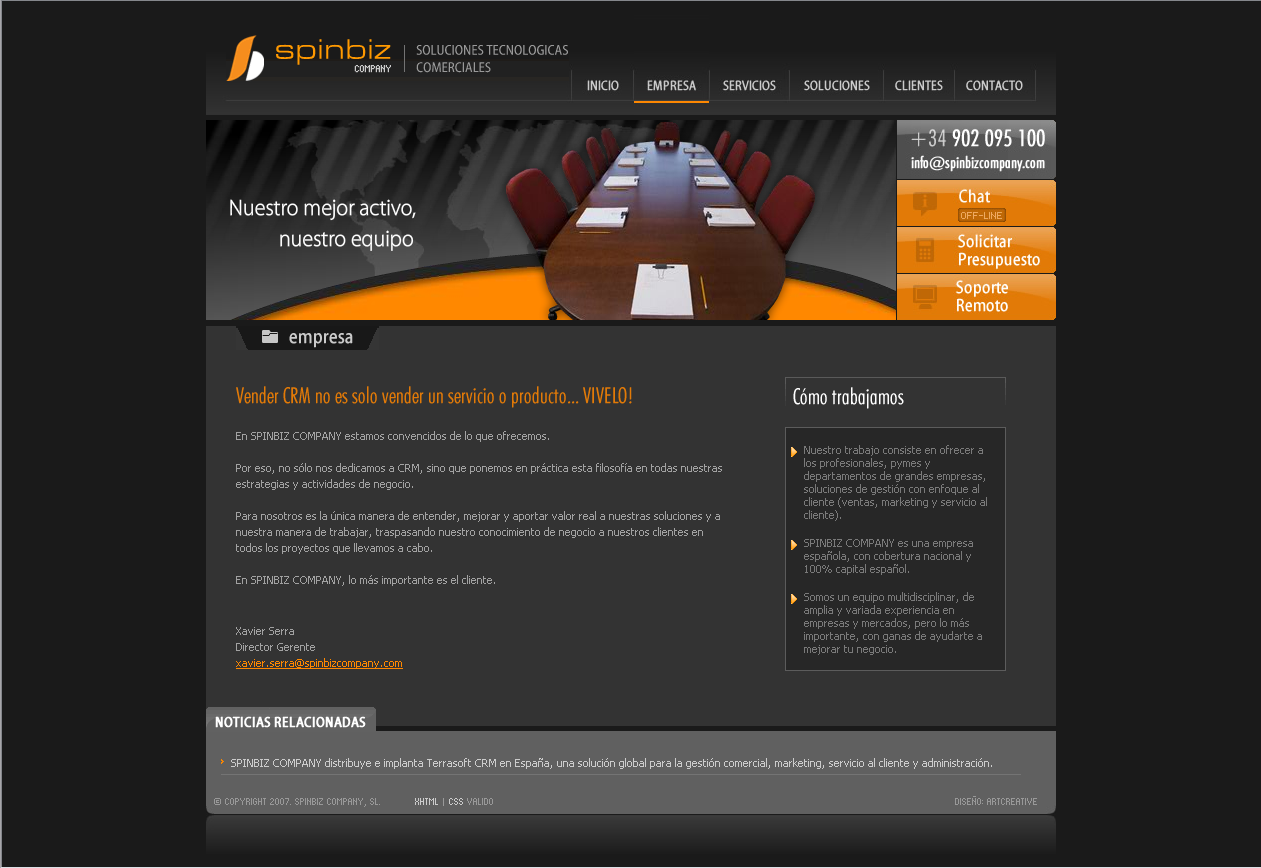 spinbiz
COMPANY
SOLUCIONES TECNOLOGICAS
COMERCIALES
INICIO
EMPRESA
SERVICIOS
SOLUCIONES
CLIENTES
CONTACTO
Nuestro mejor activo,
nuestro equipo
+34 902 095 100
info@spinbizcompany.com
Chat
OFF-LINE
Solicitar
Presupuesto
Soporte
Remoto
empresa
Vender CRM no es solo vender un servicio o producto... VIVELO!
En SPINBIZ COMPANY estamos convencidos de lo que ofrecemos.
Por eso, no sólo nos dedicamos a CRM, sino que ponemos en práctica esta filosofía en todas nuestras
estrategias y actividades de negocio.
Para nosotros es la única manera de entender, mejorar y aportar valor real a nuestras soluciones y a
nuestra manera de trabajar, traspasando nuestro conocimiento de negocio a nuestros clientes en
todos los proyectos que llevamos a cabo.
En SPINBIZ COMPANY, lo más importante es el cliente.
Xavier Serra
Director Gerente
xavier.serra@spinbizcompany.com
Cómo trabajamos
Nuestro trabajo consiste en ofrecer a
los profesionales, pymes y
departamentos de grandes empresas,
soluciones de gestión con enfoque al
cliente (ventas, marketing y servicio al
cliente).
SPINBIZ COMPANY es una empresa
española, con cobertura nacional y
100% capital español.
Somos un equipo multidisciplinar, de
amplia y variada experiencia en
empresas y mercados, pero lo más
importante, con ganas de ayudarte a
mejorar tu negocio.
NOTICIAS RELACIONADAS
SPINBIZ COMPANY distribuye e implanta Terrasoft CRM en España, una solución global para la gestión comercial, marketing, servicio al cliente y administración.
© COPYRIGHT 2007. SPINBIZ COMPANY, SL.
XHTML | CSS VALIDO
DISEÑO: ARTCREATIVE